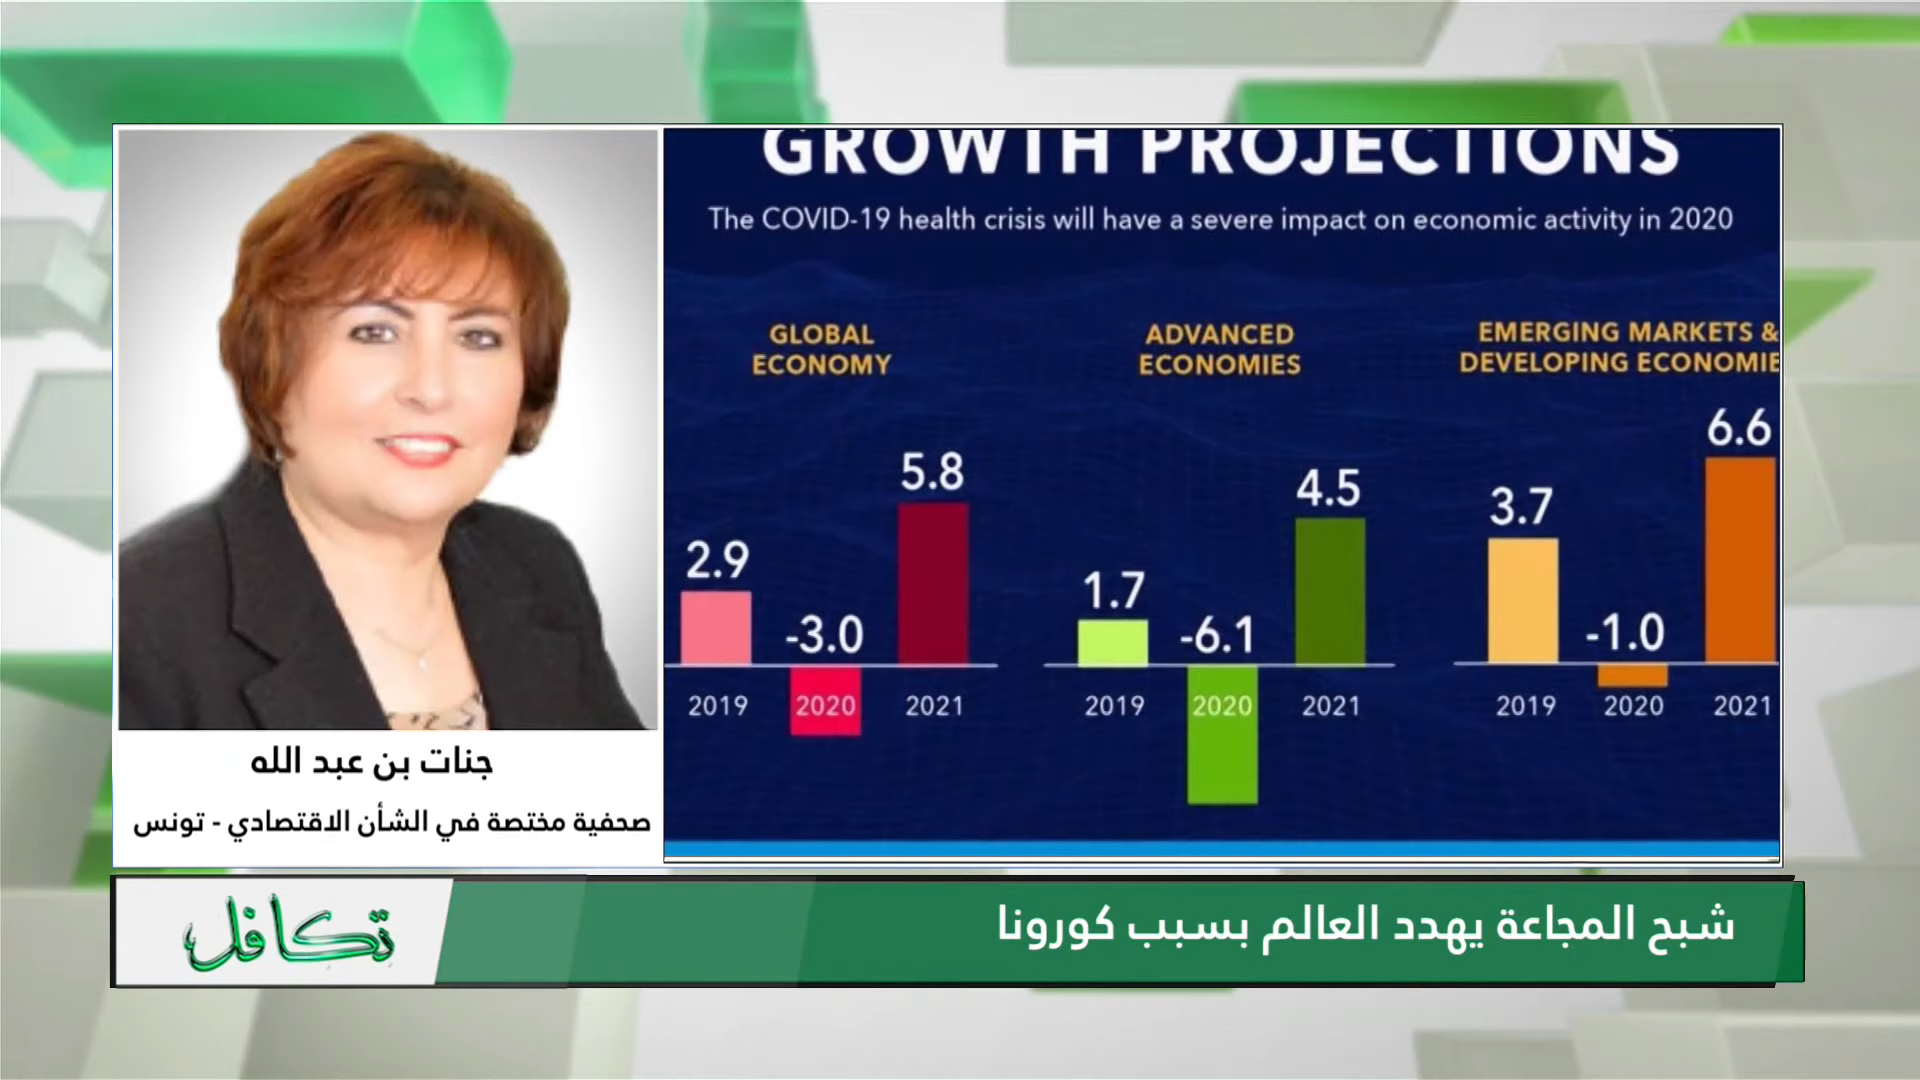 GROWTH PROJECTIONS
The COVID-19 health crisis will have a severe impact on economic activity in 2020
GLOBAL
ECONOMY
2.9
-3.0
5.8
2019
2020
2021
ADVANCED
ECONOMIES
1.7
-6.1
4.5
2019
2020
2021
EMERGING MARKETS &
DEVELOPING ECONOMIE
3.7
-1.0
6.6
2019
2020
2021
جنات بن عبد الله
صحفية مختصة في الشأن الاقتصادي - تونس
تكافل
شبح المجاعة يهدد العالم بسبب كورونا